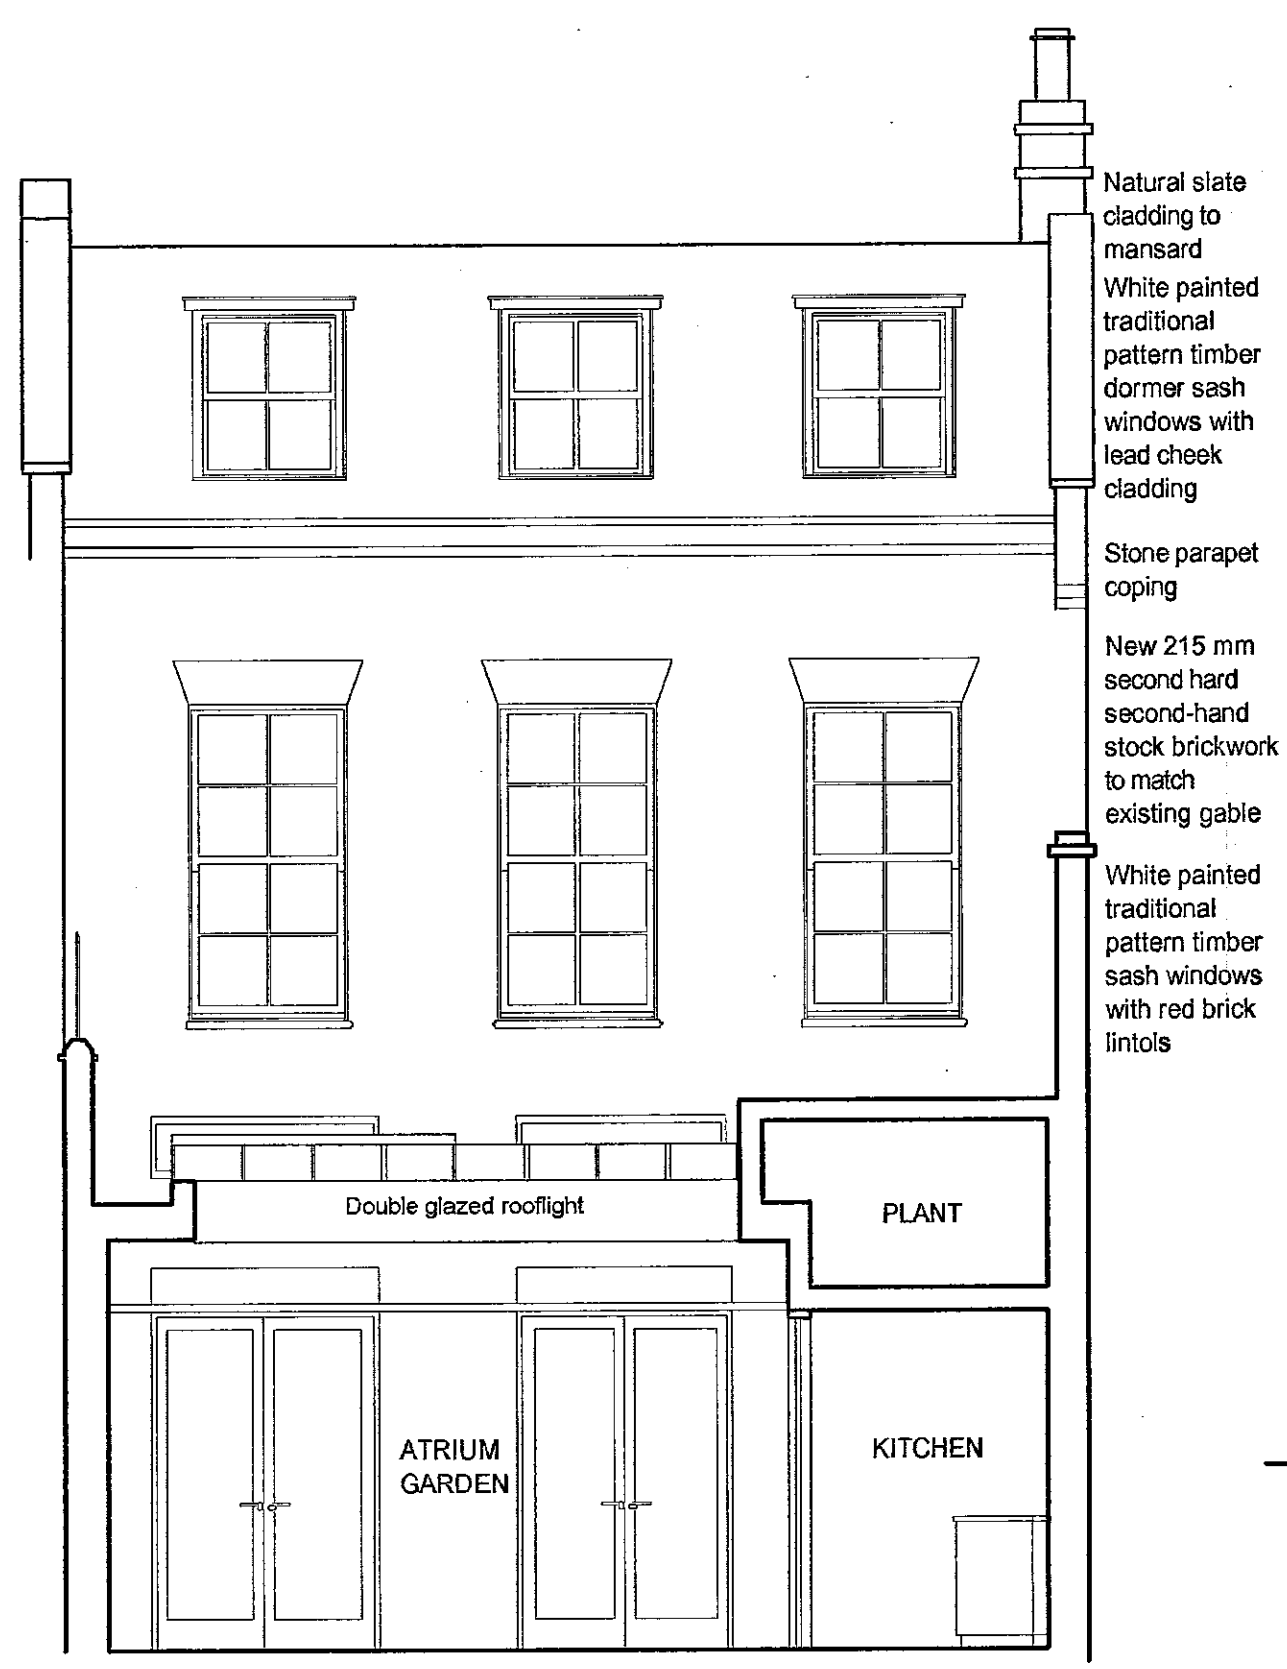 Natural slate
cladding to
mansard
White painted
traditional
pattern timber
dormer sash
windows with
lead cheek
cladding
Stone parapet
coping
New 215 mm
second hard
second-hand
stock brickwork
to match
existing gable
White painted
traditional
pattern timber
sash windows
with red brick
lintols
Double glazed rooflight
PLANT
ATRIUM
GARDEN
KITCHEN